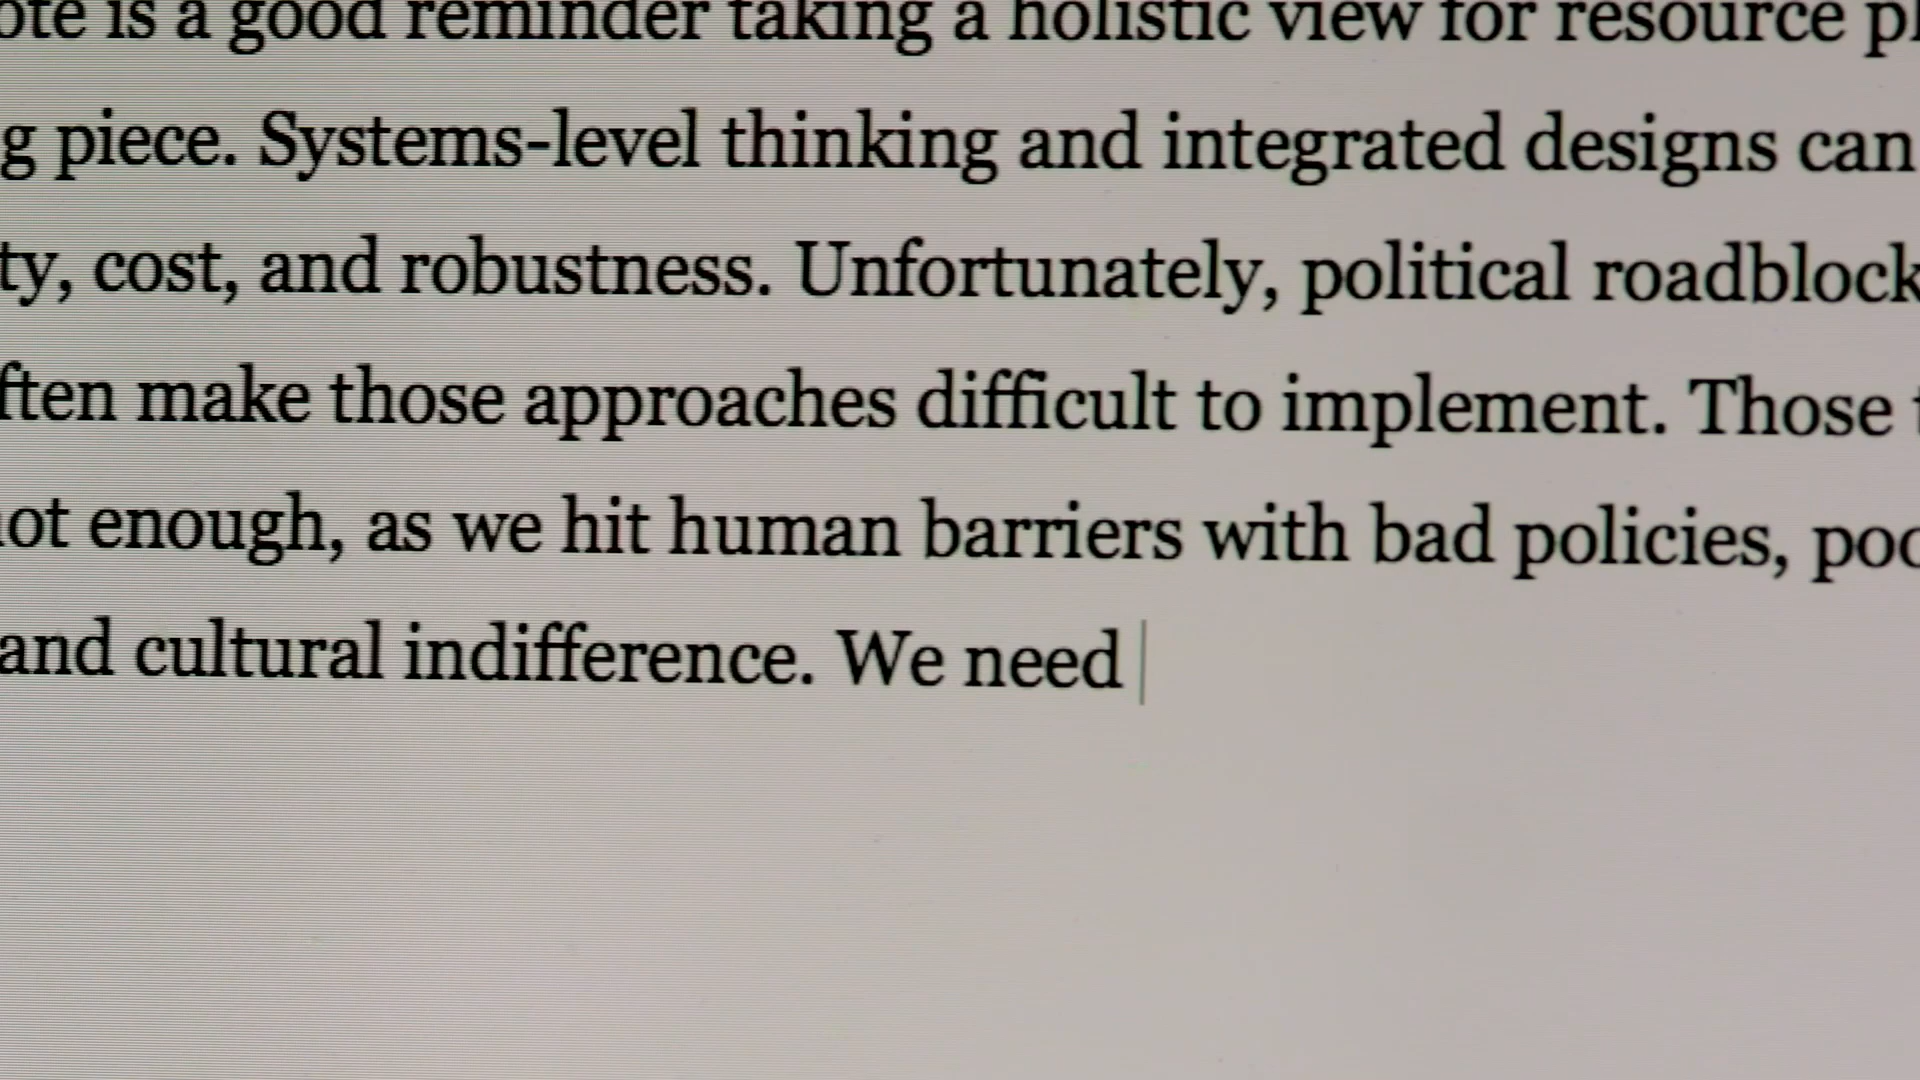 ote is a good reminder taking a holistic view for resource pl
g piece. Systems-level thinking and integrated designs can
ty, cost, and robustness. Unfortunately, political roadblock
ften make those approaches difficult to implement. Those
ot enough, as we hit human barriers with bad policies, poo
and cultural indifference. We need